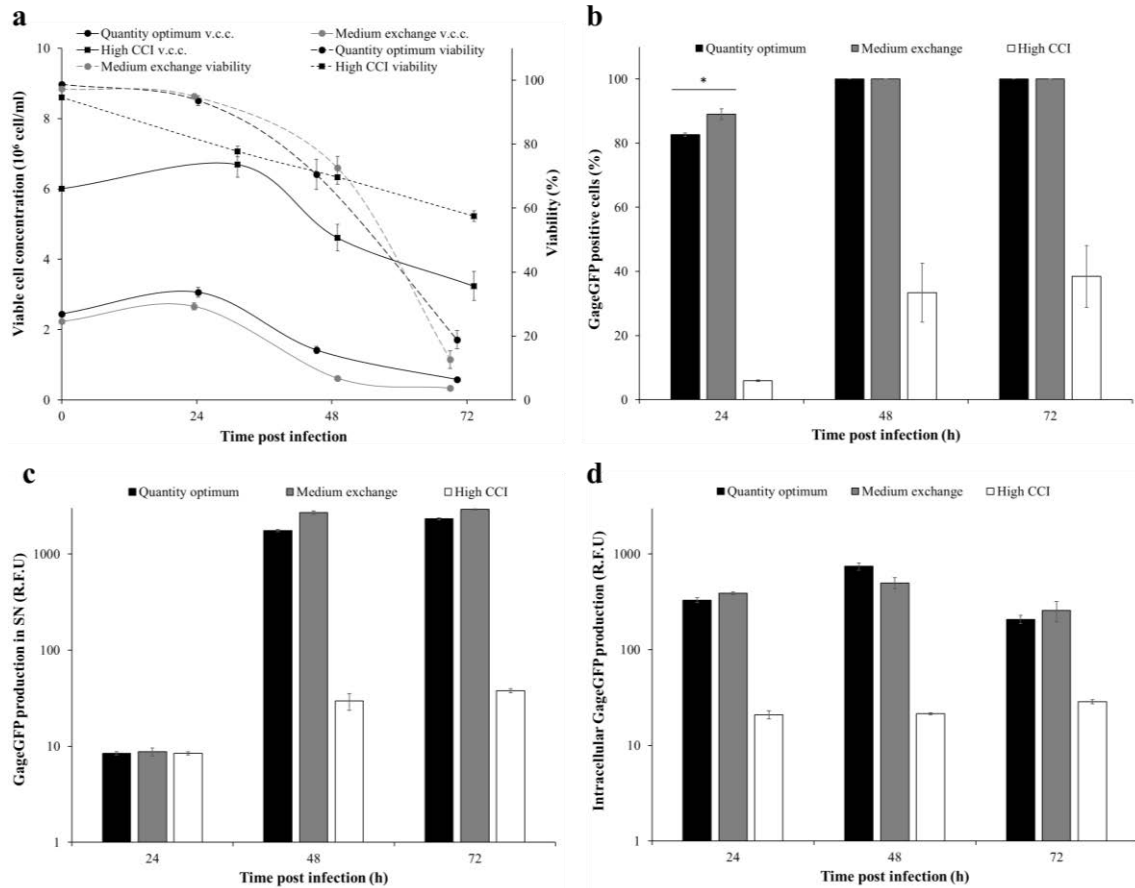 a
Quantity optimum v.c.c.
Medium exchange v.c.c.
High CCI v.c.c.
Quantity optimum viability
Medium exchange viability
High CCI viability
Viable cell concentration (10⁶ cell/ml)
10
8
6
4
2
0
100
80
60
40
20
0
Viability (%)
0 24 48 72
Time post infection
b
Quantity optimum Medium exchange High CCI
GageGFP positive cells (%)
100
80
60
40
20
0
*
24 48 72
Time post infection (h)
c
Quantity optimum Medium exchange High CCI
GageGFP production in SN (R.F.U)
1000
100
10
1
24 48 72
Time post infection (h)
d
Quantity optimum Medium exchange High CCI
Intracellular GageGFP production (R.F.U)
1000
100
10
1
24 48 72
Time post infection (h)